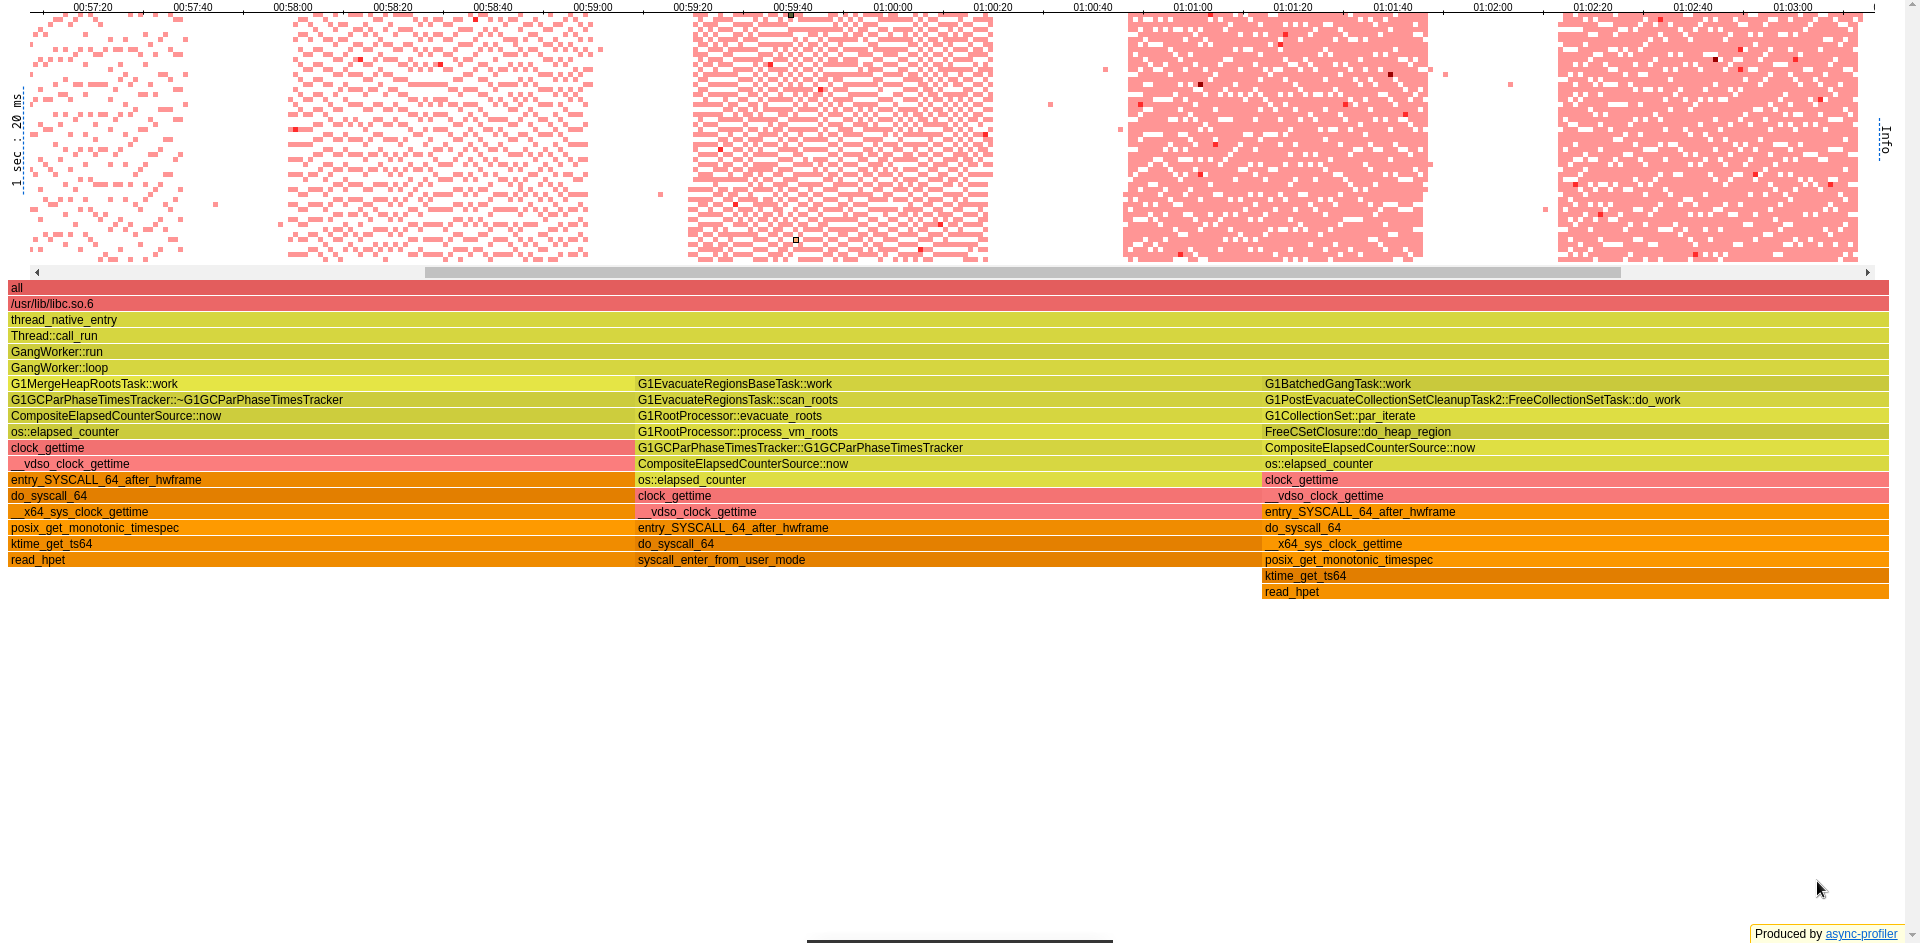 00:57:20 00:57:40 00:58:00 00:58:20 00:58:40 00:59:00 00:59:20 00:59:40 01:00:00 01:00:20 01:00:40 01:01:00 01:01:20 01:01:40 01:02:00 01:02:20 01:02:40 01:03:00
1 sec : 20 ms
Info
all
/usr/lib/libc.so.6
thread_native_entry
Thread::call_run
GangWorker::run
GangWorker::loop
G1MergeHeapRootsTask::work G1EvacuateRegionsBaseTask::work G1BatchedGangTask::work
G1GCParPhaseTimesTracker::~G1GCParPhaseTimesTracker G1EvacuateRegionsTask::scan_roots G1PostEvacuateCollectionSetCleanupTask2::FreeCollectionSetTask::do_work
CompositeElapsedCounterSource::now G1RootProcessor::evacuate_roots G1CollectionSet::par_iterate
os::elapsed_counter G1RootProcessor::process_vm_roots FreeCSetClosure::do_heap_region
clock_gettime G1GCParPhaseTimesTracker::G1GCParPhaseTimesTracker CompositeElapsedCounterSource::now
__vdso_clock_gettime CompositeElapsedCounterSource::now os::elapsed_counter
entry_SYSCALL_64_after_hwframe os::elapsed_counter clock_gettime
do_syscall_64 clock_gettime __vdso_clock_gettime
__x64_sys_clock_gettime __vdso_clock_gettime entry_SYSCALL_64_after_hwframe
posix_get_monotonic_timespec entry_SYSCALL_64_after_hwframe do_syscall_64
ktime_get_ts64 do_syscall_64 __x64_sys_clock_gettime
read_hpet syscall_enter_from_user_mode posix_get_monotonic_timespec
ktime_get_ts64
read_hpet
Produced by async-profiler